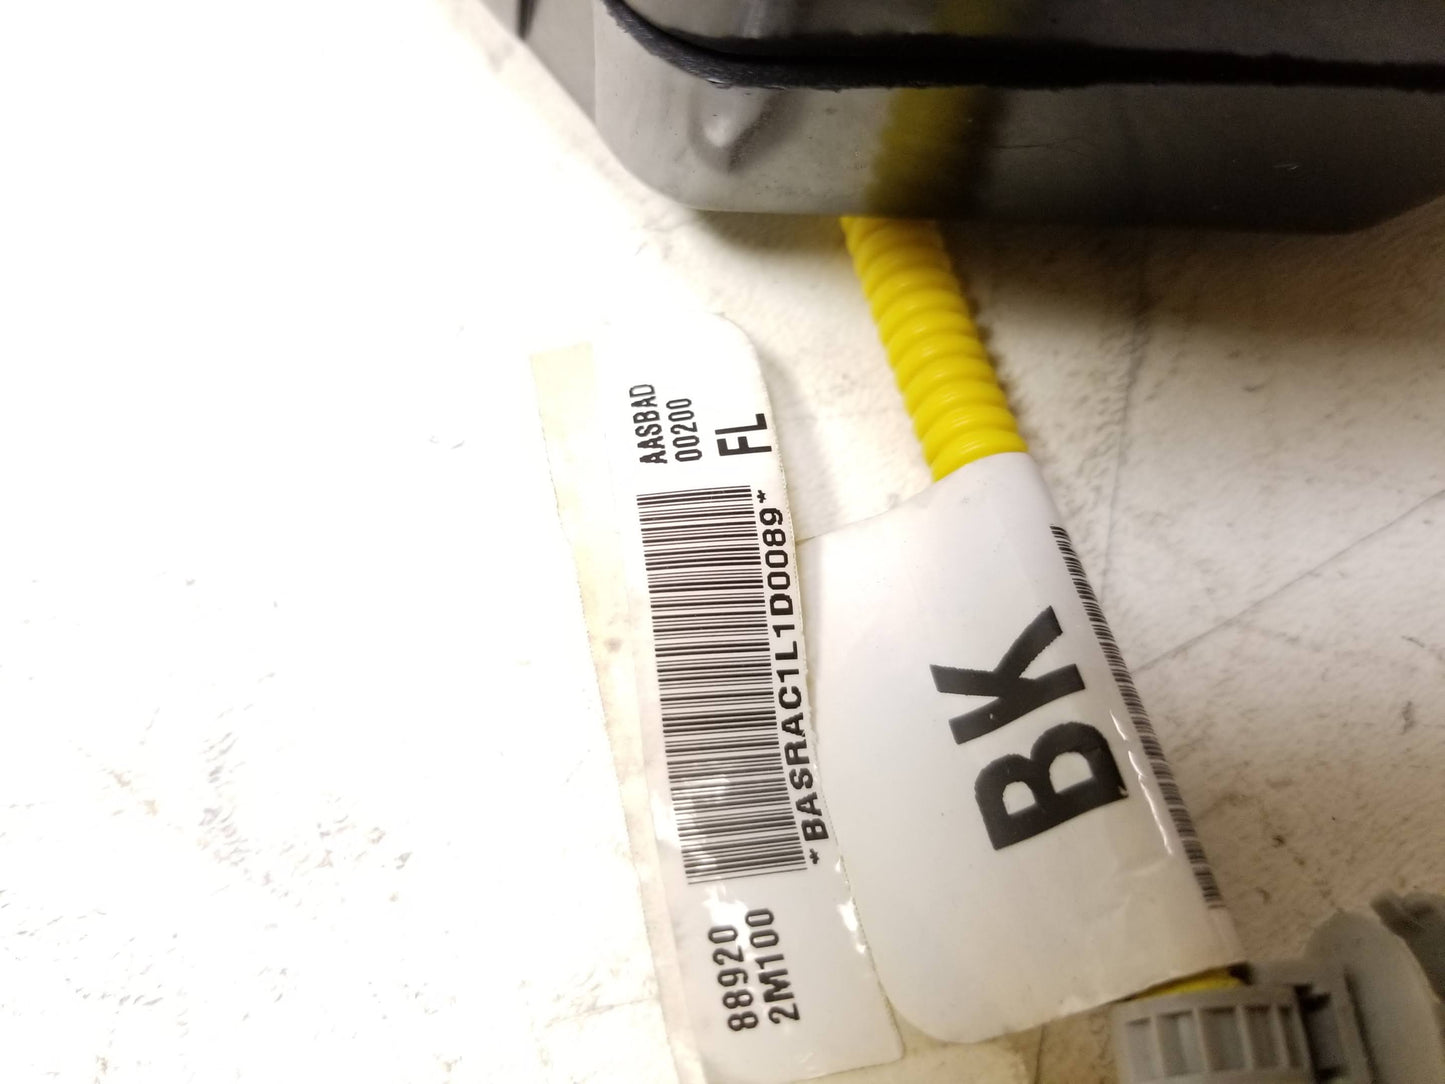 88920
2M100
*BASRAC1L1D0089*
AASBAD
00200
FL
BK